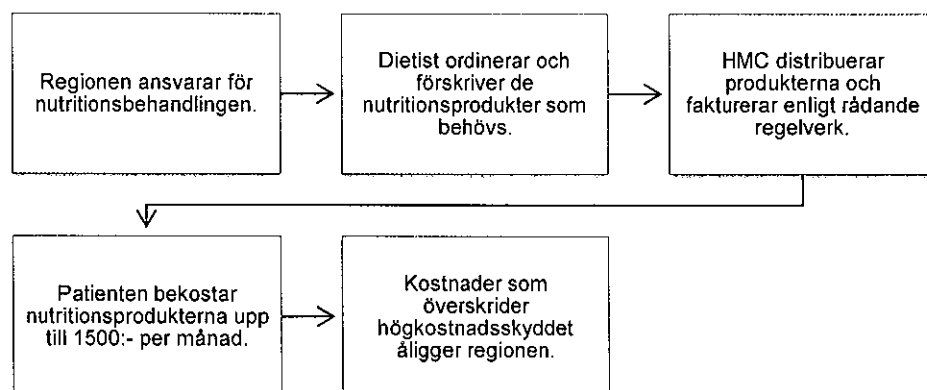 Regionen ansvarar för
nutritionsbehandlingen.
Dietist ordinerar och
förskriver de
nutritionsprodukter som
behövs.
HMC distribuerar
produkterna och
fakturerar enligt rådande
regelverk.
Patienten bekostar
nutritionsprodukterna upp
till 1500:- per månad.
Kostnader som
överskrider
högkostnadsskyddet
åligger regionen.